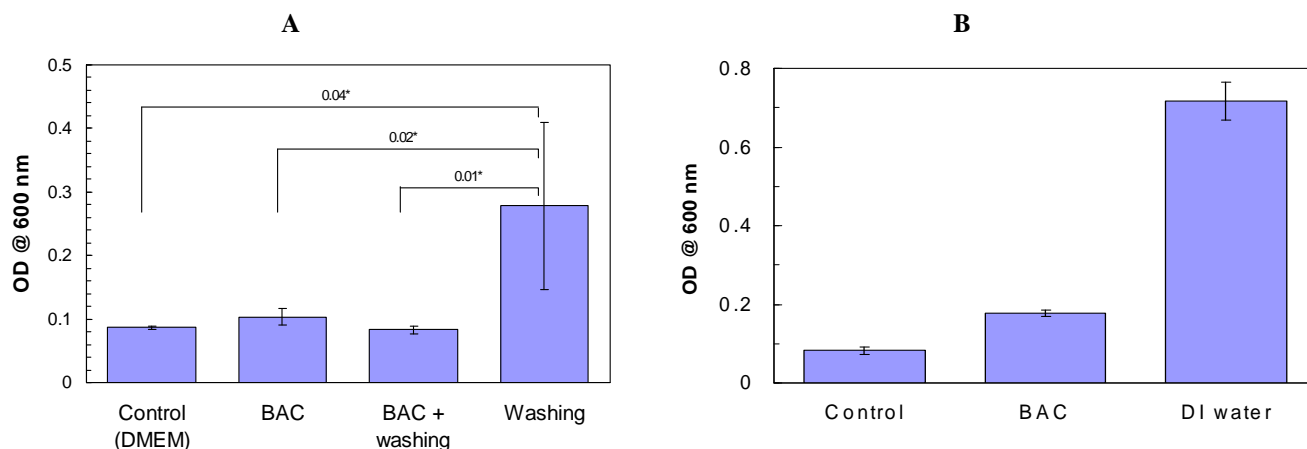 A
OD @ 600 nm
0.5
0.4
0.3
0.2
0.1
0
0.04*
0.02*
0.01*
Control
(DMEM)
BAC
BAC +
washing
Washing
B
OD @ 600 nm
0.8
0.6
0.4
0.2
0
Control
BAC
DI water